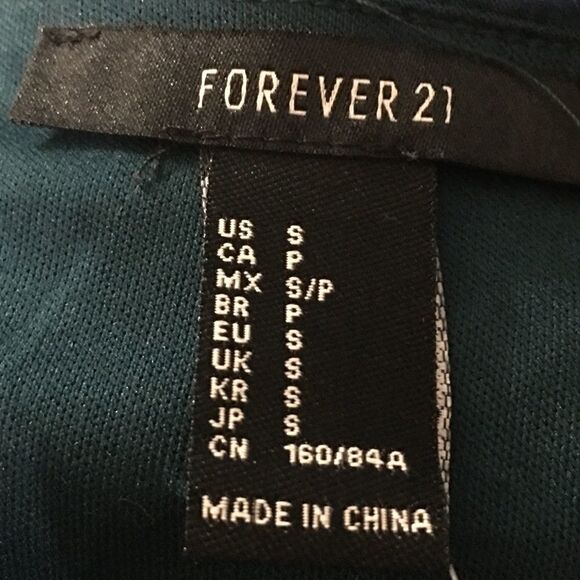 FOREVER 21
US S
CA P
MX S/P
BR P
EU S
UK S
KR S
JP S
CN 160/84A
MADE IN CHINA